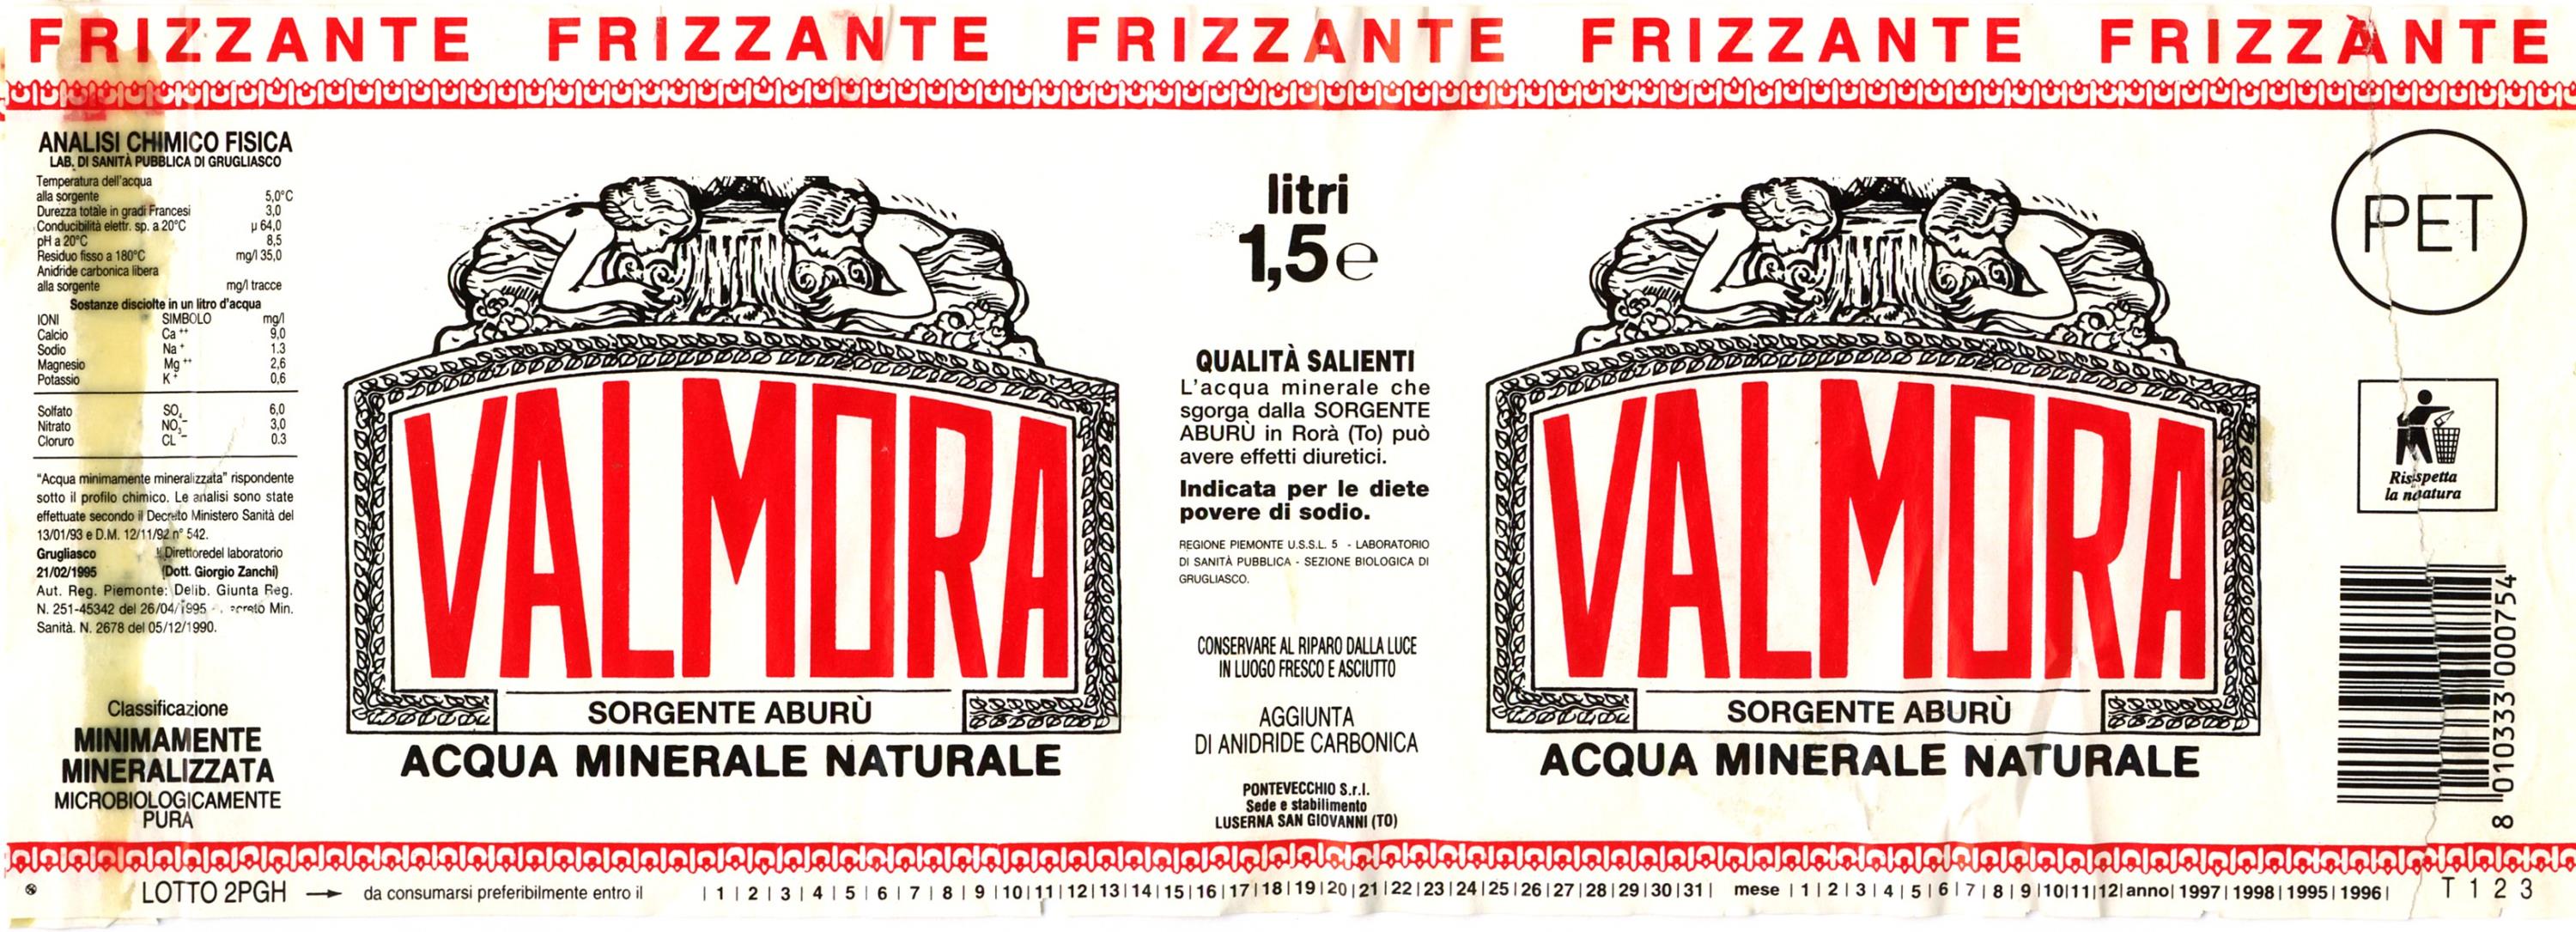 FRIZZANTE FRIZZANTE FRIZZANTE FRIZZANTE FRIZZANTE
ANALISI CHIMICO FISICA
LAB. DI SANITÀ PUBBLICA DI GRUGLIASCO
Temperatura dell'acqua
alla sorgente 5,0°C
Durezza totale in gradi Francesi 3,0
Conducibilità elettr. sp. a 20°C µ 64,0
pH a 20°C 8,5
Residuo fisso a 180°C mg/l 35,0
Anidride carbonica libera
alla sorgente mg/l tracce
Sostanze disciolte in un litro d'acqua
IONI SIMBOLO mg/l
Calcio Ca ++ 9,0
Sodio Na + 1.3
Magnesio Mg ++ 2,6
Potassio K + 0,6
Solfato SO4 6,0
Nitrato NO3- 3,0
Cloruro CL - 0.3
"Acqua minimamente mineralizzata" rispondente
sotto il profilo chimico. Le analisi sono state
effettuate secondo il Decreto Ministero Sanità del
13/01/93 e D.M. 12/11/92 n° 542.
Grugliasco Il Direttoredel laboratorio
21/02/1995 (Dott. Giorgio Zanchi)
Aut. Reg. Piemonte: Delib. Giunta Reg.
N. 251-45342 del 26/04/1995 - Min.
Sanità. N. 2678 del 05/12/1990.
Classificazione
MINIMAMENTE
MINERALIZZATA
MICROBIOLOGICAMENTE
PURA
VALMORA
SORGENTE ABURÙ
ACQUA MINERALE NATURALE
litri
1,5 e
QUALITÀ SALIENTI
L'acqua minerale che
sgorga dalla SORGENTE
ABURÙ in Rorà (To) può
avere effetti diuretici.
Indicata per le diete
povere di sodio.
REGIONE PIEMONTE U.S.S.L. 5 - LABORATORIO
DI SANITÀ PUBBLICA - SEZIONE BIOLOGICA DI
GRUGLIASCO.
CONSERVARE AL RIPARO DALLA LUCE
IN LUOGO FRESCO E ASCIUTTO
AGGIUNTA
DI ANIDRIDE CARBONICA
PONTEVECCHIO S.r.l.
Sede e stabilimento
LUSERNA SAN GIOVANNI (TO)
VALMORA
SORGENTE ABURÙ
ACQUA MINERALE NATURALE
PET
Rispetta
la natura
8 010333 000754
LOTTO 2PGH → da consumarsi preferibilmente entro il | 1 | 2 | 3 | 4 | 5 | 6 | 7 | 8 | 9 |10|11|12|13|14|15|16|17|18|19|20|21|22|23|24|25|26|27|28|29|30|31| mese | 1 | 2 | 3 | 4 | 5 | 6 | 7 | 8 | 9 |10|11|12|anno| 1997 | 1998 | 1995 | 1996 | T 1 2 3